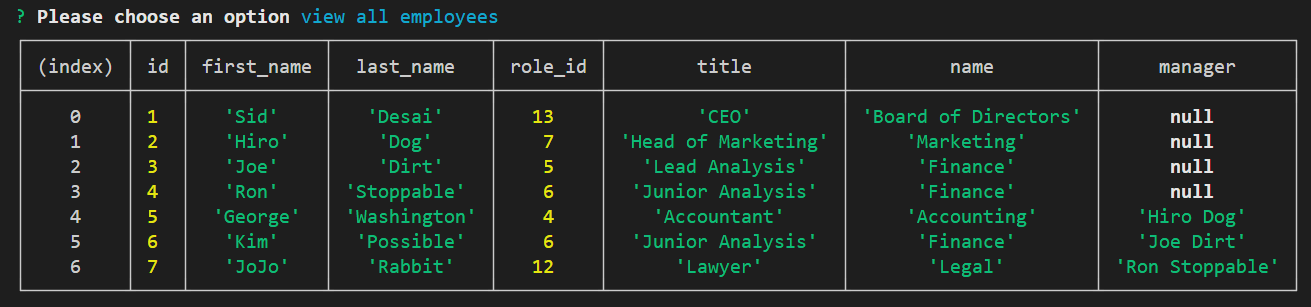 ? Please choose an option view all employees
(index) id first_name last_name role_id title name manager
0 1 'Sid' 'Desai' 13 'CEO' 'Board of Directors' null
1 2 'Hiro' 'Dog' 7 'Head of Marketing' 'Marketing' null
2 3 'Joe' 'Dirt' 5 'Lead Analysis' 'Finance' null
3 4 'Ron' 'Stoppable' 6 'Junior Analysis' 'Finance' null
4 5 'George' 'Washington' 4 'Accountant' 'Accounting' 'Hiro Dog'
5 6 'Kim' 'Possible' 6 'Junior Analysis' 'Finance' 'Joe Dirt'
6 7 'JoJo' 'Rabbit' 12 'Lawyer' 'Legal' 'Ron Stoppable'